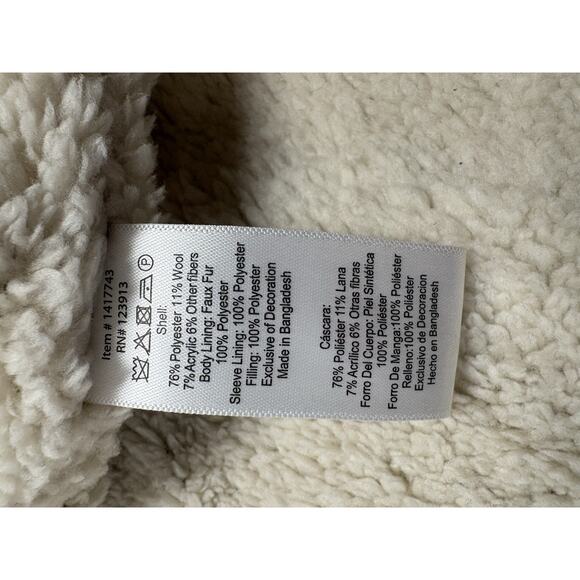 Item # 1417743
RN# 123913
P
Shell:
76% Polyester 11% Wool
7% Acrylic 6% Other fibers
Body Lining: Faux Fur
100% Polyester
Sleeve Lining: 100% Polyester
Filling: 100% Polyester
Exclusive of Decoration
Made in Bangladesh
Cáscara:
76% Poliéster 11% Lana
7% Acrílico 6% Otras fibras
Forro Del Cuerpo: Piel Sintética
100% Poliéster
Forro De Manga:100% Poliéster
Relleno:100% Poliéster
Exclusivo de Decoracion
Hecho en Bangladesh